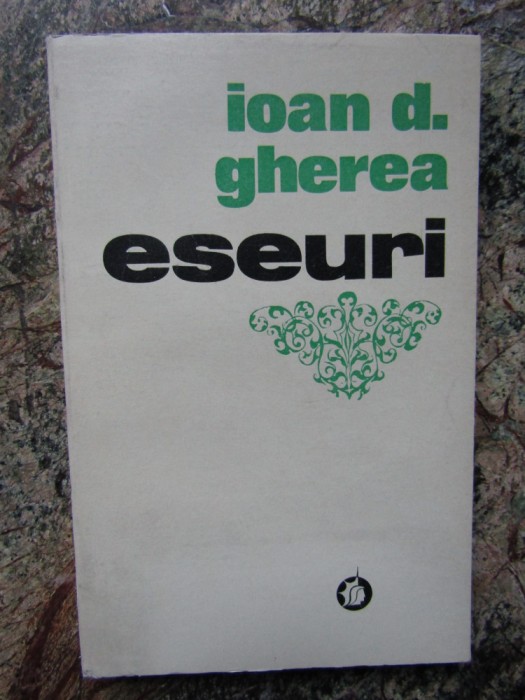 ioan d.
gherea
eseuri